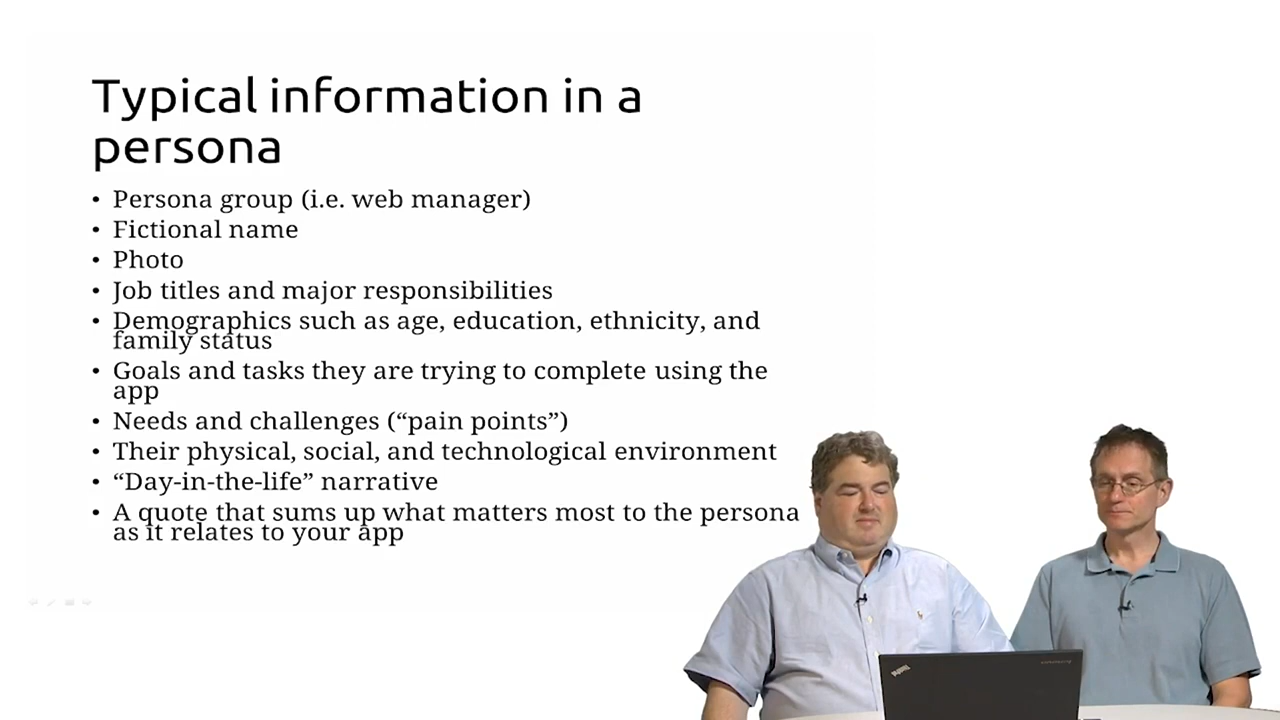 Typical information in a
persona
• Persona group (i.e. web manager)
• Fictional name
• Photo
• Job titles and major responsibilities
• Demographics such as age, education, ethnicity, and
family status
• Goals and tasks they are trying to complete using the
app
• Needs and challenges (“pain points”)
• Their physical, social, and technological environment
• “Day-in-the-life” narrative
• A quote that sums up what matters most to the persona
as it relates to your app
ThinkPad